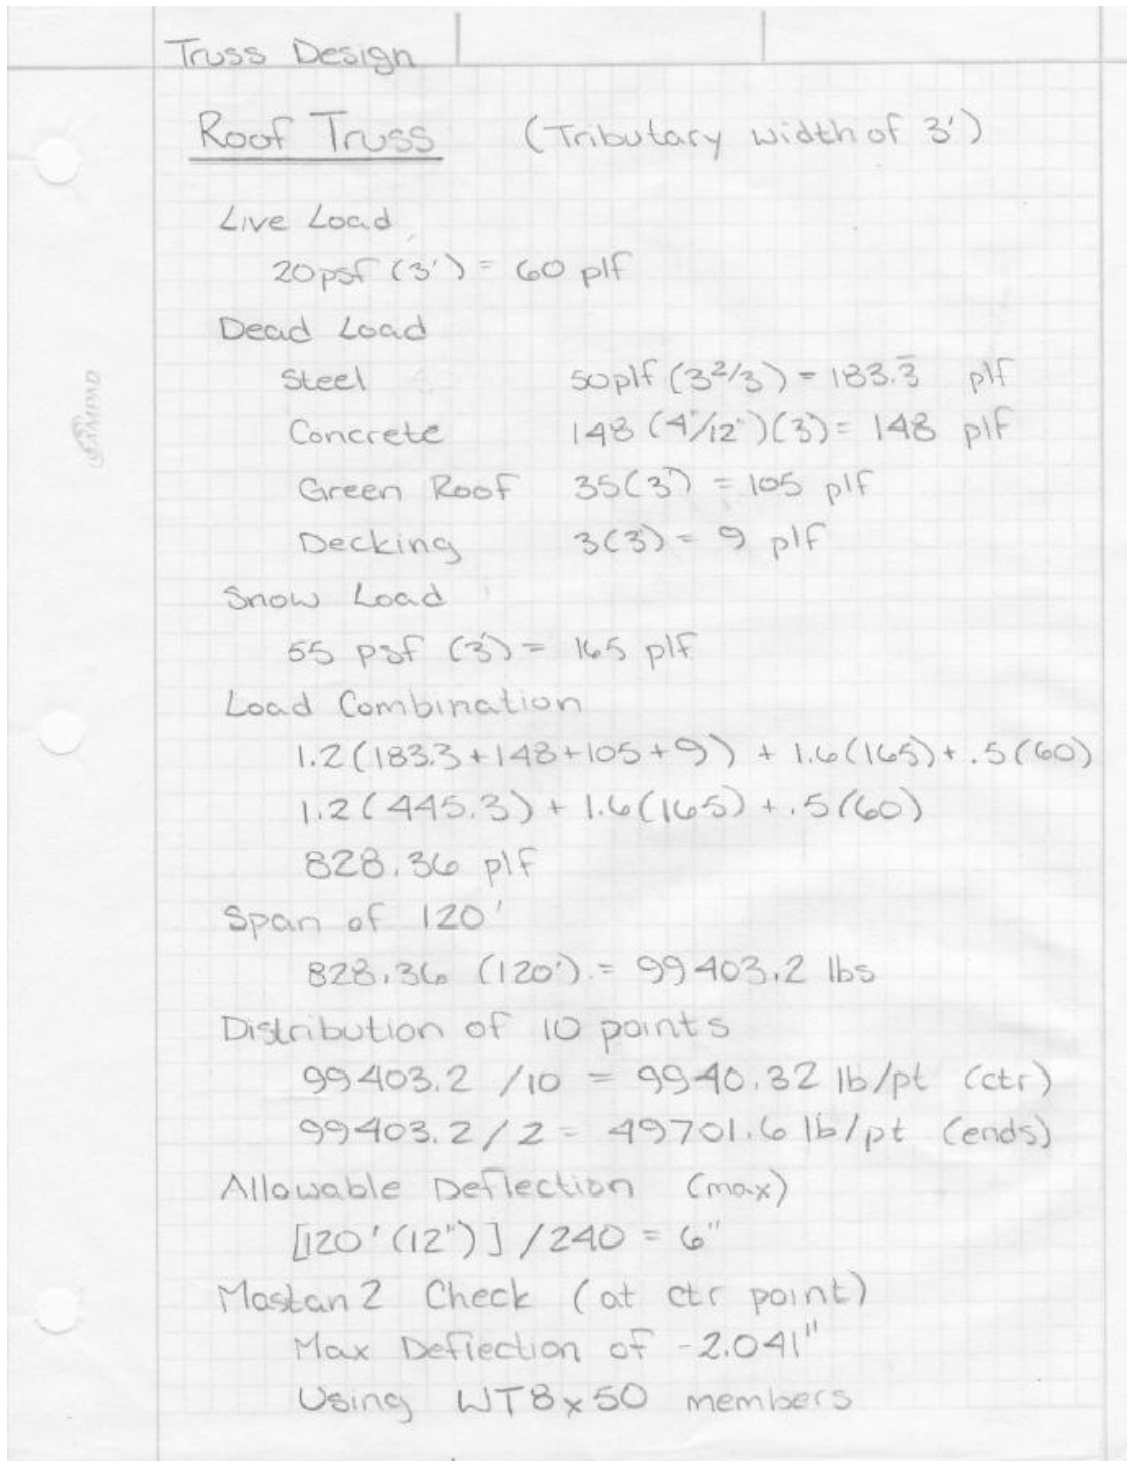 Truss Design
Roof Truss (Tributary width of 3')
Live Load
20psf (3') = 60 plf
Dead Load
Steel 50plf (3 2/3) = 183.3̅ plf
Concrete 148 (4"/12")(3') = 148 plf
Green Roof 35(3') = 105 plf
Decking 3(3') = 9 plf
Snow Load
55 psf (3') = 165 plf
Load Combination
1.2(183.3+148+105+9) + 1.6(165)+ .5(60)
1.2(445.3) + 1.6(165) + .5(60)
828.36 plf
Span of 120'
828.36 (120') = 99403.2 lbs
Distribution of 10 points
99403.2 /10 = 9940.32 lb/pt (ctr)
99403.2 / 2 = 49701.6 lb/pt (ends)
Allowable Deflection (max)
[120'(12")] /240 = 6"
Mastan 2 Check (at ctr point)
Max Deflection of -2.041"
Using WT8x50 members
AMPAD